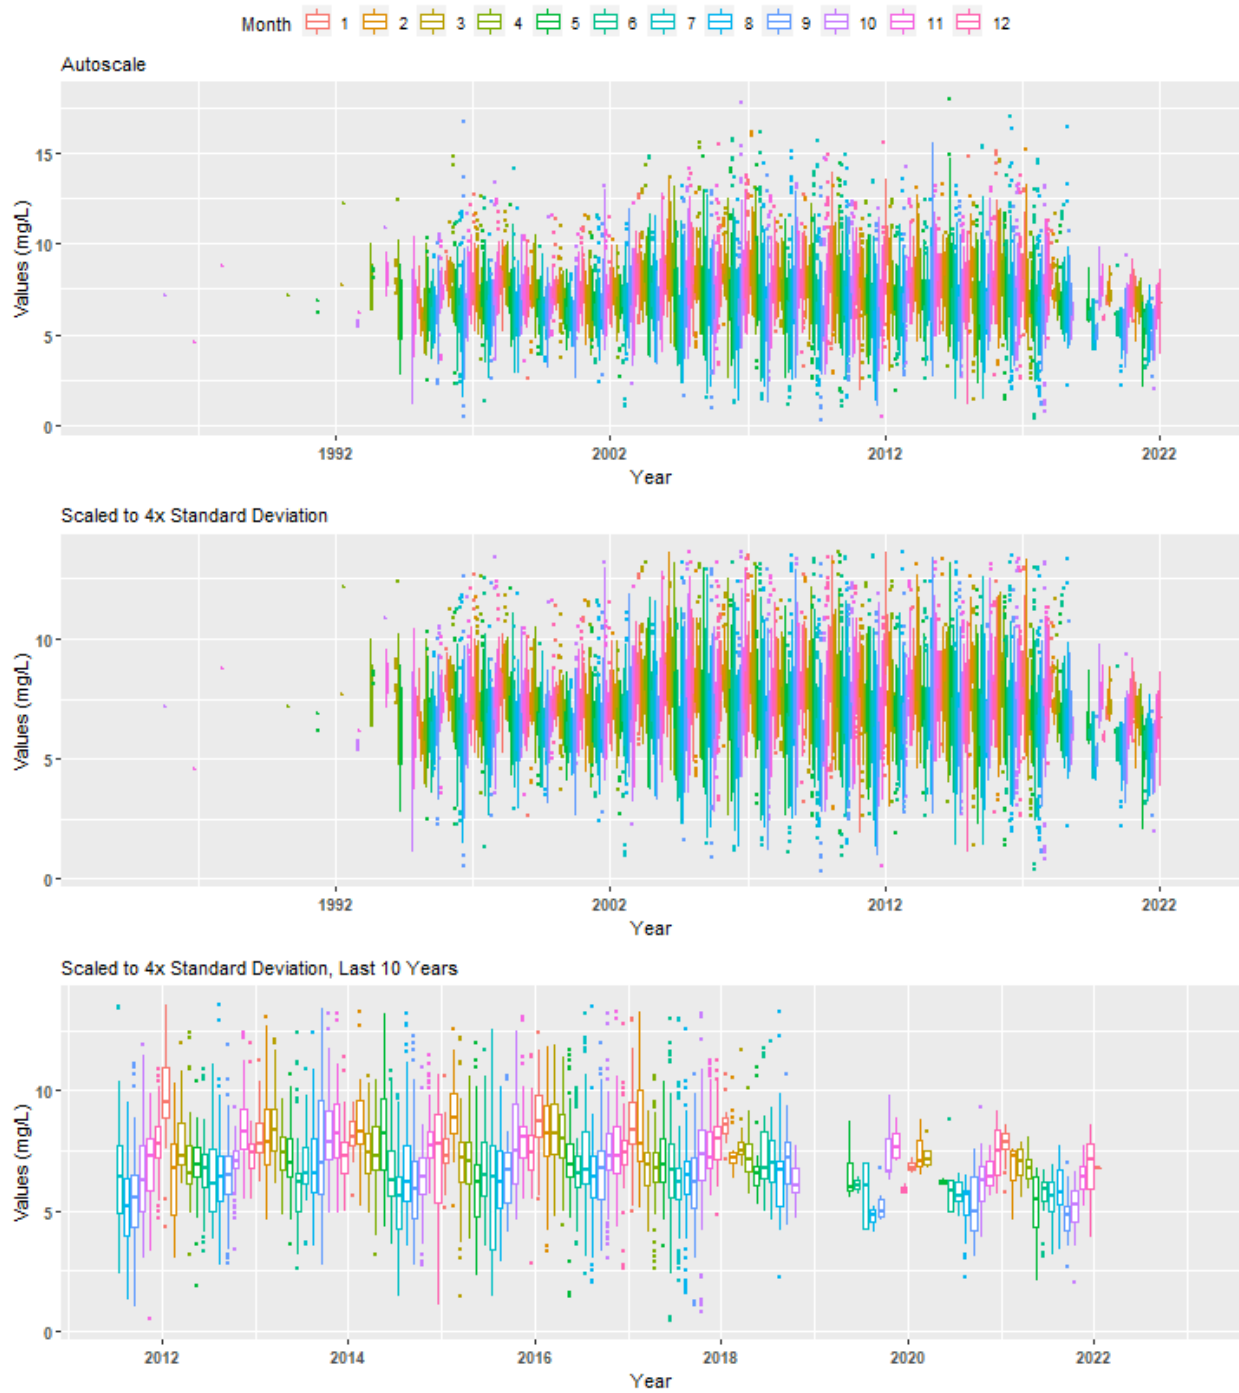 Month 1 2 3 4 5 6 7 8 9 10 11 12
Autoscale
Values (mg/L)
15
10
5
0
1992 2002 2012 2022
Year
Scaled to 4x Standard Deviation
Values (mg/L)
10
5
0
1992 2002 2012 2022
Year
Scaled to 4x Standard Deviation, Last 10 Years
Values (mg/L)
10
5
0
2012 2014 2016 2018 2020 2022
Year